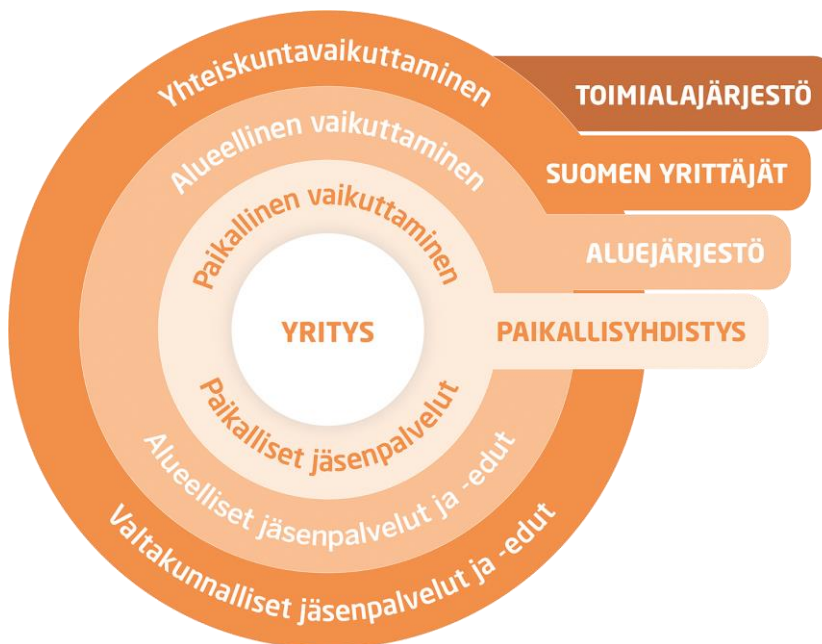 Yhteiskuntavaikuttaminen
TOIMIALAJÄRJESTÖ
Alueellinen vaikuttaminen
SUOMEN YRITTÄJÄT
Paikallinen vaikuttaminen
ALUEJÄRJESTÖ
YRITYS
PAIKALLISYHDISTYS
Paikalliset jäsenpalvelut
Alueelliset jäsenpalvelut ja -edut
Valtakunnalliset jäsenpalvelut ja -edut